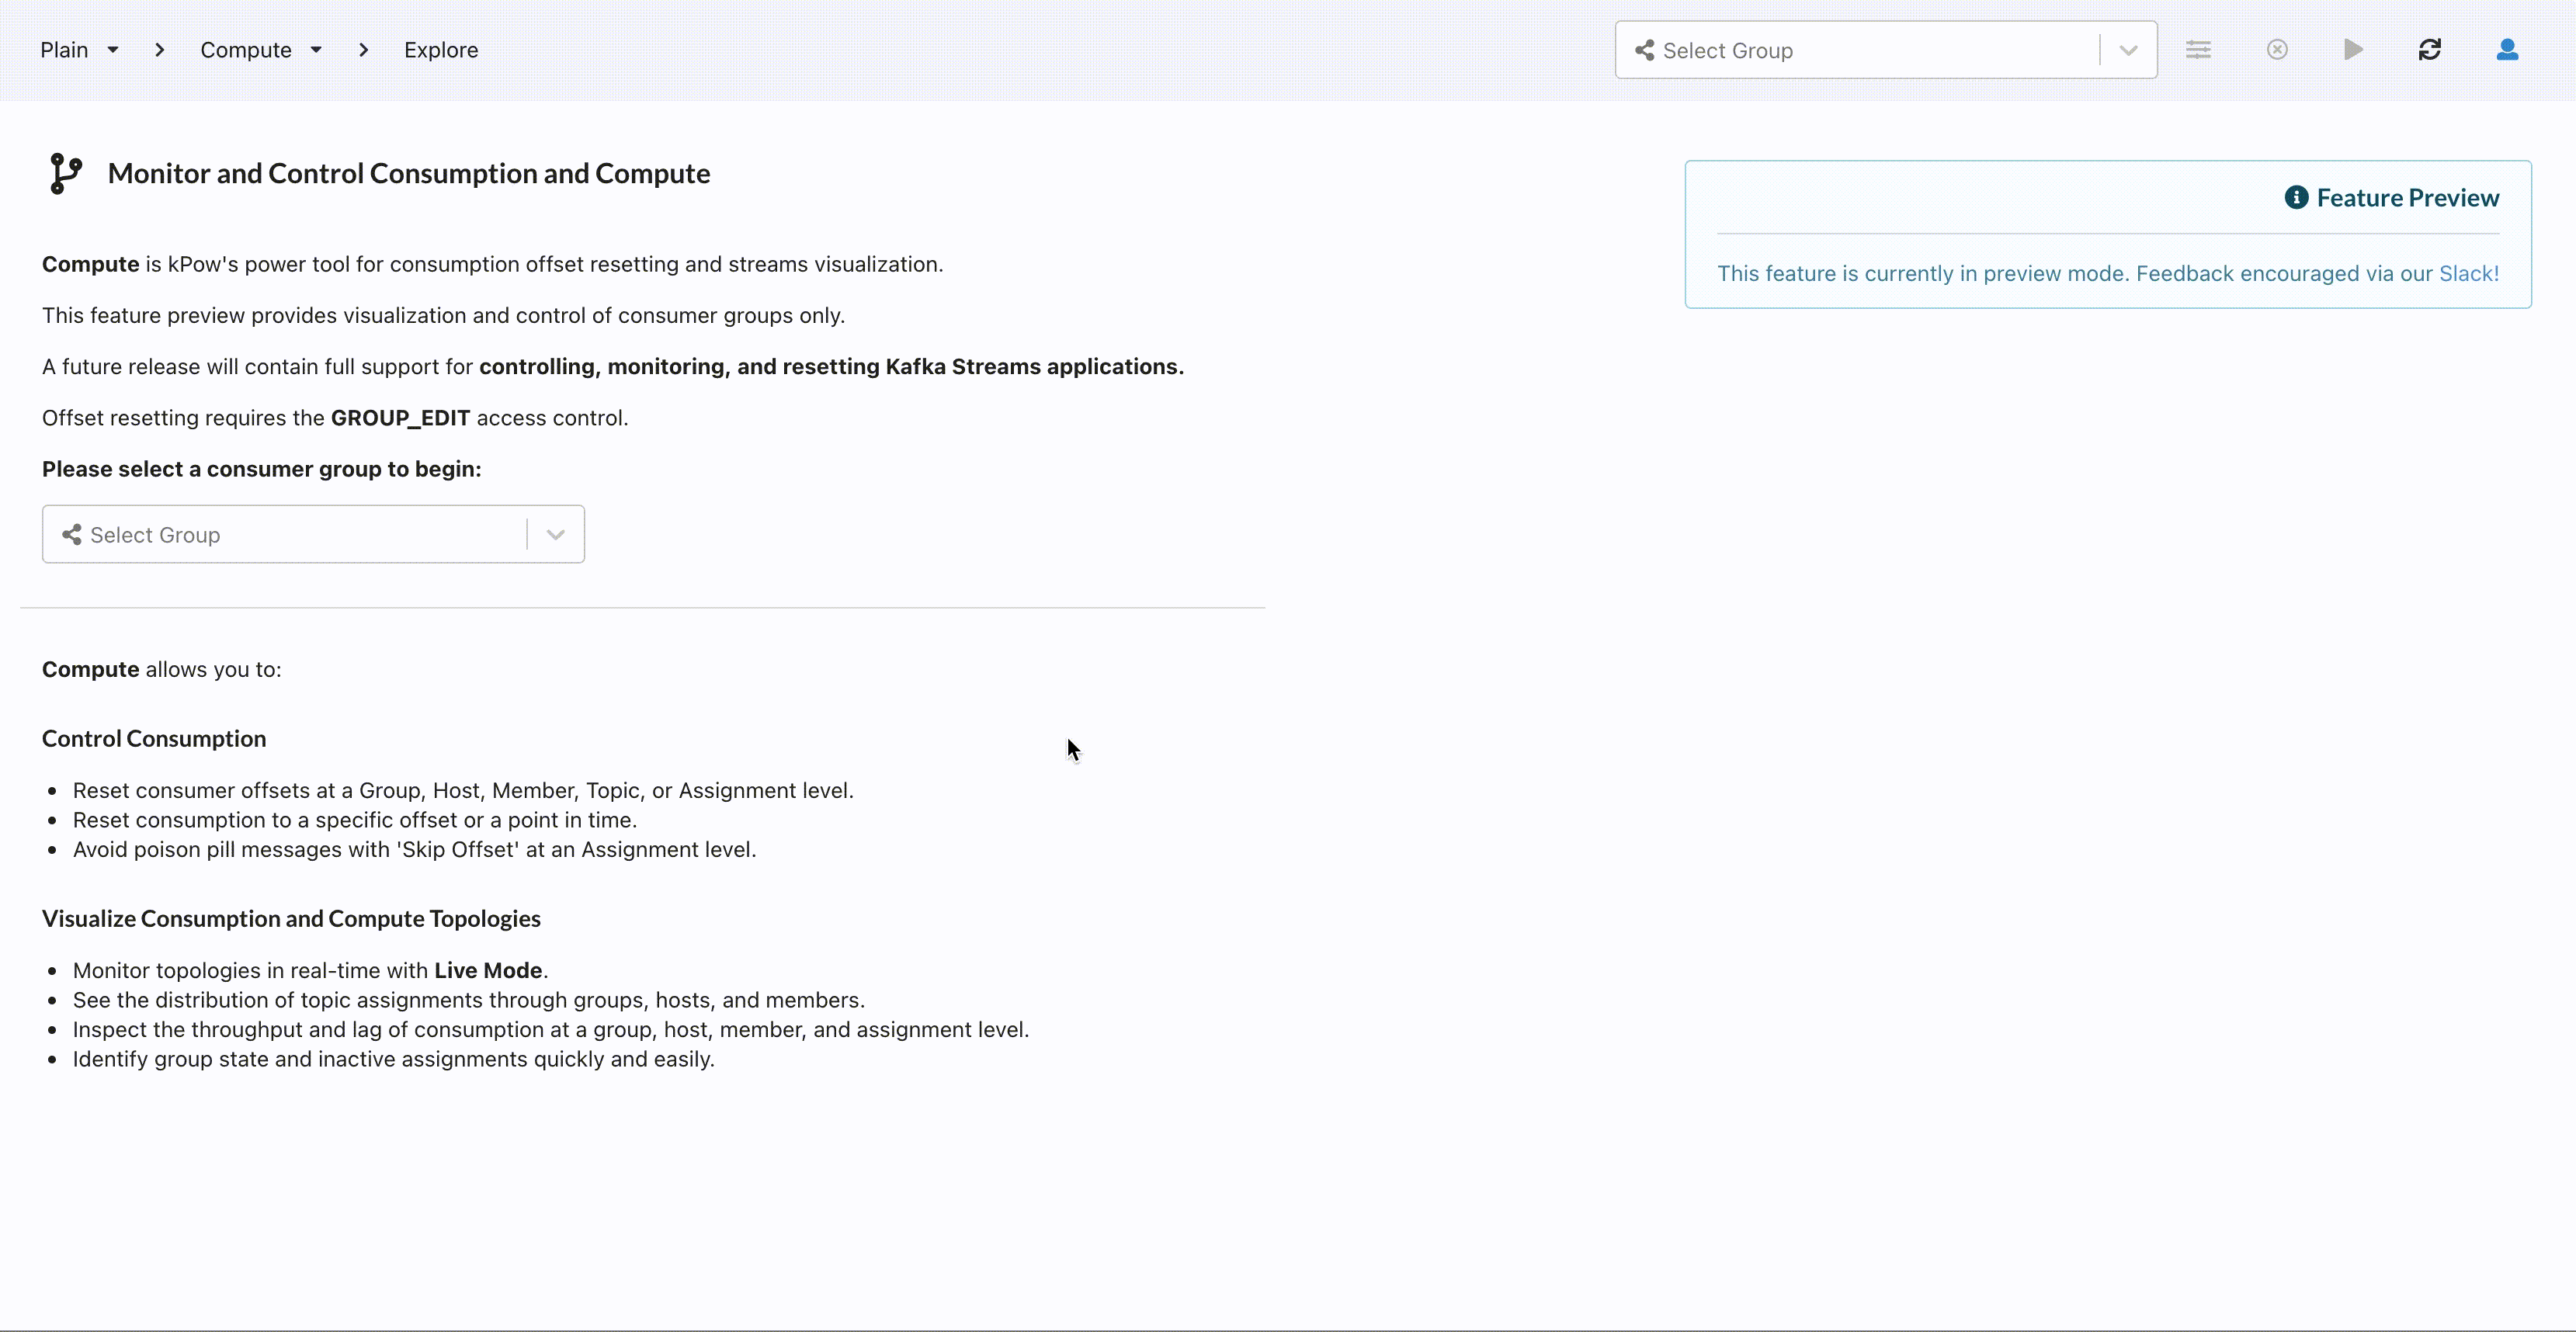 Plain
Compute
Explore
Select Group
Monitor and Control Consumption and Compute
Feature Preview
This feature is currently in preview mode. Feedback encouraged via our Slack!
Compute is kPow's power tool for consumption offset resetting and streams visualization.
This feature preview provides visualization and control of consumer groups only.
A future release will contain full support for controlling, monitoring, and resetting Kafka Streams applications.
Offset resetting requires the GROUP_EDIT access control.
Please select a consumer group to begin:
Select Group
Compute allows you to:
Control Consumption
Reset consumer offsets at a Group, Host, Member, Topic, or Assignment level.
Reset consumption to a specific offset or a point in time.
Avoid poison pill messages with 'Skip Offset' at an Assignment level.
Visualize Consumption and Compute Topologies
Monitor topologies in real-time with Live Mode.
See the distribution of topic assignments through groups, hosts, and members.
Inspect the throughput and lag of consumption at a group, host, member, and assignment level.
Identify group state and inactive assignments quickly and easily.